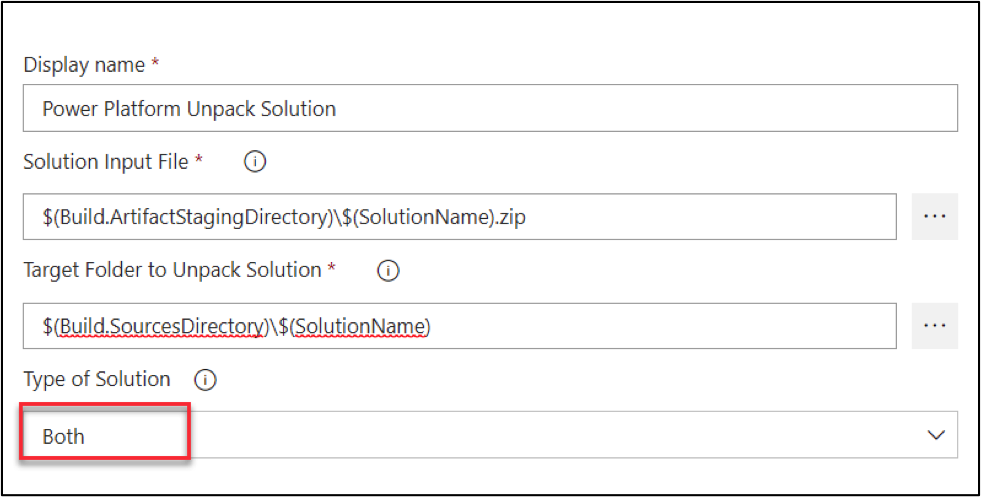 Display name *
Power Platform Unpack Solution
Solution Input File *
$(Build.ArtifactStagingDirectory)\$(SolutionName).zip
Target Folder to Unpack Solution *
$(Build.SourcesDirectory)\$(SolutionName)
Type of Solution
Both